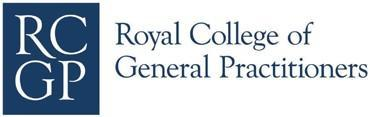 RC
GP
Royal College of
General Practitioners